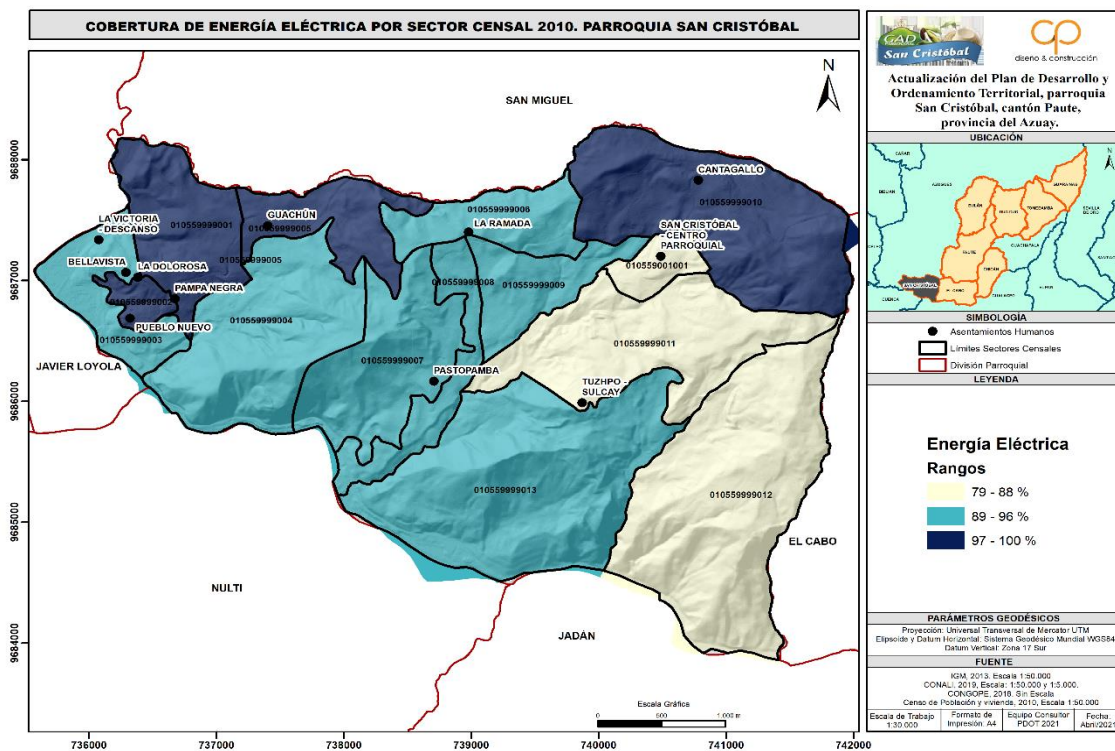 COBERTURA DE ENERGÍA ELÉCTRICA POR SECTOR CENSAL 2010. PARROQUIA SAN CRISTÓBAL
N
SAN MIGUEL
CANTAGALLO
010559999010
LA VICTORIA
- DESCANSO
010559999001
GUACHÚN
010559999005
010559999006
LA RAMADA
SAN CRISTÓBAL
- CENTRO
PARROQUIAL
010559001001
BELLAVISTA
LA DOLOROSA
010559999005
PAMPA NEGRA
010559999002
010559999008
010559999009
PUEBLO NUEVO
010559999003
010559999004
010559999011
JAVIER LOYOLA
010559999007
PASTOPAMBA
TUZHPO -
SULCAY
010559999013
010559999012
EL CABO
NULTI
JADÁN
Escala Gráfica
0
500
1.000 m
9688000
9687000
9688000
9685000
9684000
736000
737000
738000
739000
740000
741000
742000
GAD
San Cristóbal
cp
diseño & construcción
Actualización del Plan de Desarrollo y
Ordenamiento Territorial, parroquia
San Cristóbal, cantón Paute,
provincia del Azuay.
UBICACIÓN
N
PAUTE
EL CABO
CUENCA
SIMBOLOGÍA
Asentamientos Humanos
Límites Sectores Censales
División Parroquial
LEYENDA
Energía Eléctrica
Rangos
79 - 88 %
89 - 96 %
97 - 100 %
PARÁMETROS GEODÉSICOS
Proyección: Universal Transversal de Mercator UTM
Elipsoide y Datum Horizontal: Sistema Geodésico Mundial WGS84
Datum Vertical: Zona 17 Sur
FUENTE
IGM, 2013. Escala 1:50.000
CONALI, 2019, Escala: 1:50.000 y 1:5.000.
CONGOPE, 2018. Sin Escala
Censo de Población y vivienda, 2010, Escala 1:50.000
Escala de Trabajo
1:30.000
Formato de
Impresión: A4
Equipo Consultor
PDOT 2021
Fecha:
Abril/2021